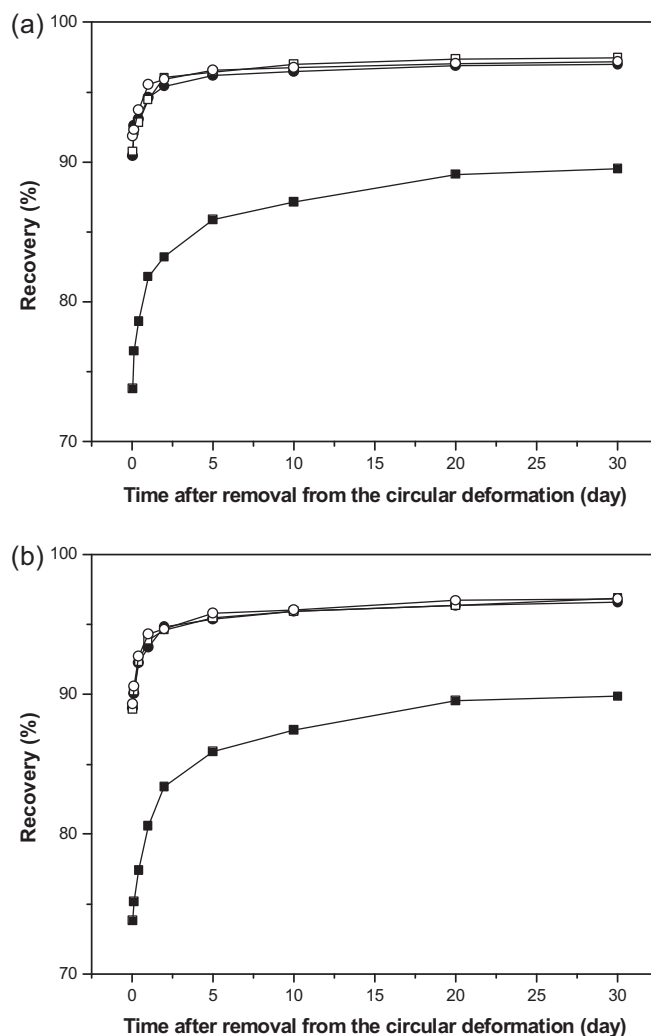 (a)
100
90
80
70
Recovery (%)
0 5 10 15 20 25 30
Time after removal from the circular deformation (day)
(b)
100
90
80
70
Recovery (%)
0 5 10 15 20 25 30
Time after removal from the circular deformation (day)